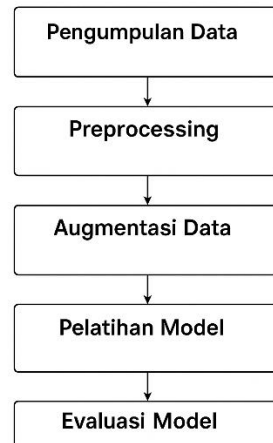 Pengumpulan Data
Preprocessing
Augmentasi Data
Pelatihan Model
Evaluasi Model